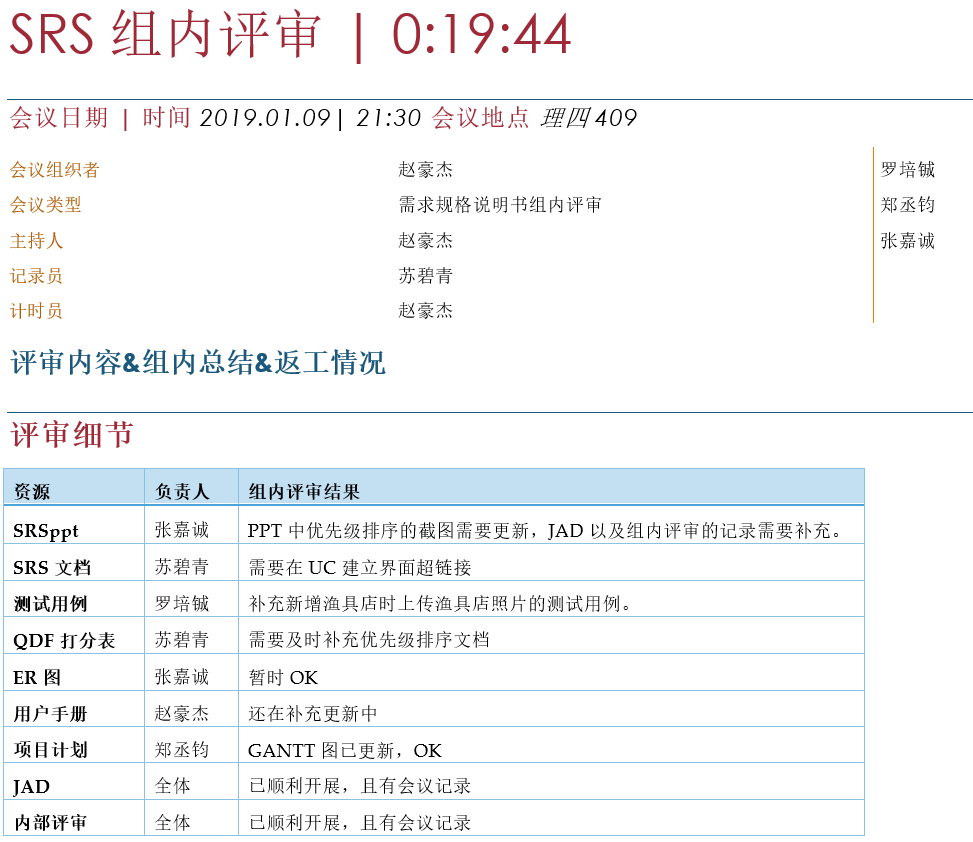 SRS 组内评审 | 0:19:44
会议日期 | 时间 2019.01.09| 21:30 会议地点 理四 409
会议组织者 赵豪杰 罗培铖
会议类型 需求规格说明书组内评审 郑丞钧
主持人 赵豪杰 张嘉诚
记录员 苏碧青
计时员 赵豪杰
评审内容&组内总结&返工情况
评审细节
资源 负责人 组内评审结果
SRSppt 张嘉诚 PPT 中优先级排序的截图需要更新，JAD 以及组内评审的记录需要补充。
SRS 文档 苏碧青 需要在 UC 建立界面超链接
测试用例 罗培铖 补充新增渔具店时上传渔具店照片的测试用例。
QDF 打分表 苏碧青 需要及时补充优先级排序文档
ER 图 张嘉诚 暂时 OK
用户手册 赵豪杰 还在补充更新中
项目计划 郑丞钧 GANTT 图已更新，OK
JAD 全体 已顺利开展，且有会议记录
内部评审 全体 已顺利开展，且有会议记录